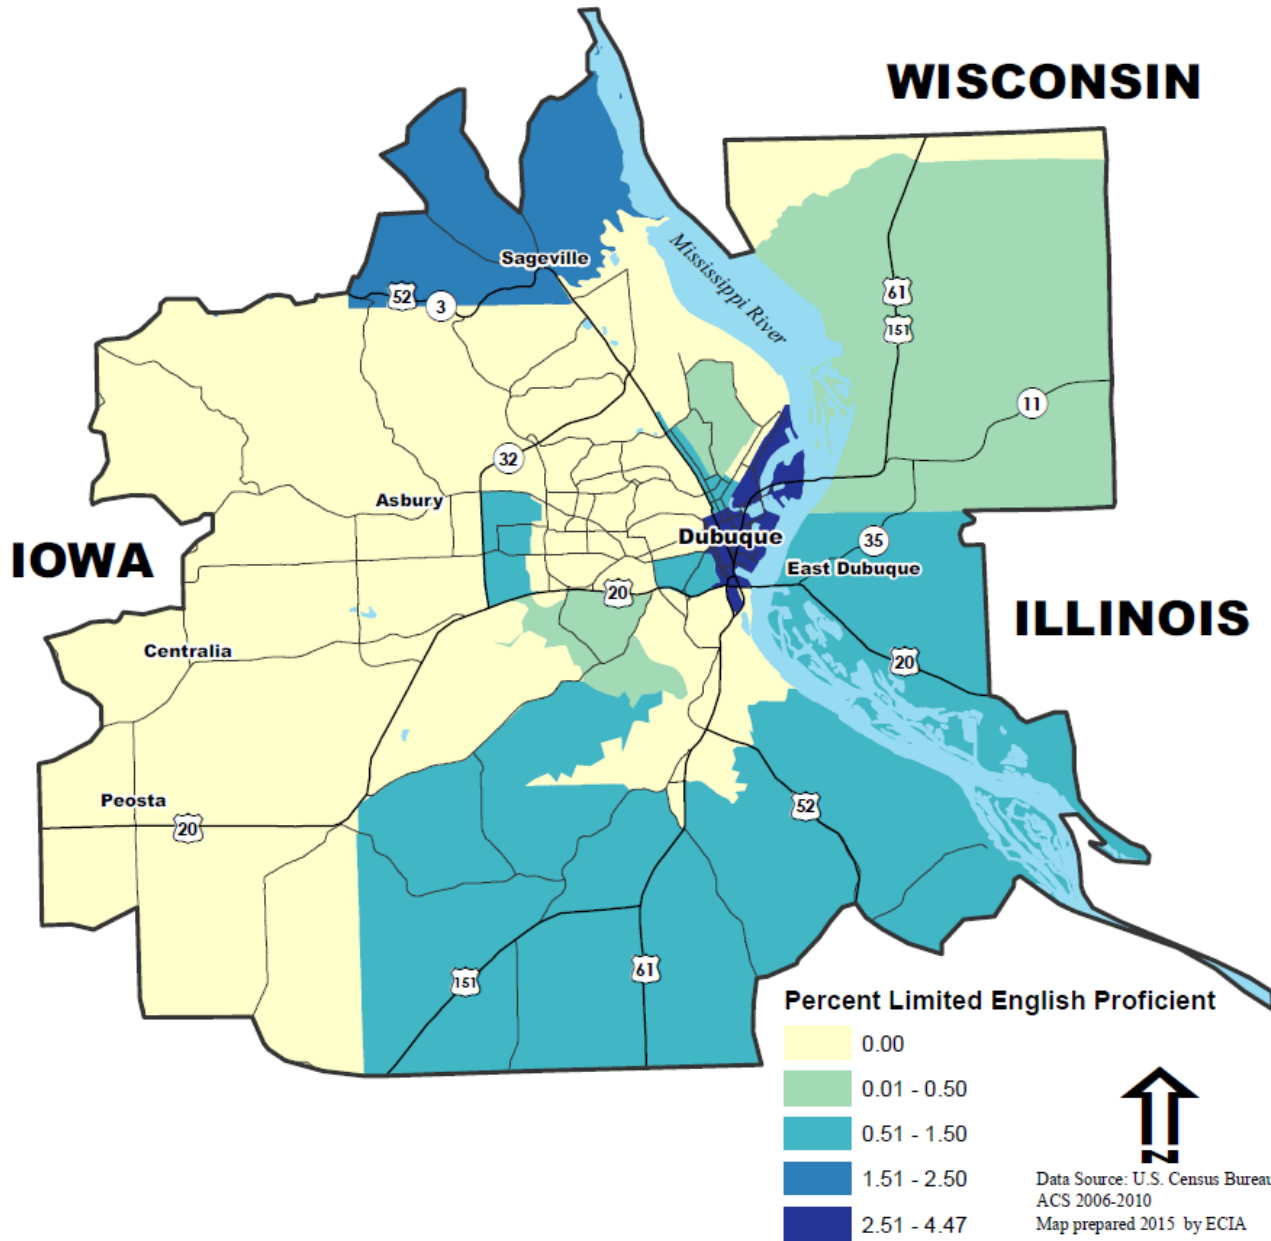 WISCONSIN
Sageville
Mississippi River
52
3
61
151
11
32
Asbury
Dubuque
35
IOWA
East Dubuque
20
ILLINOIS
Centralia
20
Peosta
20
52
151
61
Percent Limited English Proficient
0.00
0.01 - 0.50
0.51 - 1.50
1.51 - 2.50
2.51 - 4.47
N
Data Source: U.S. Census Bureau
ACS 2006-2010
Map prepared 2015 by ECIA